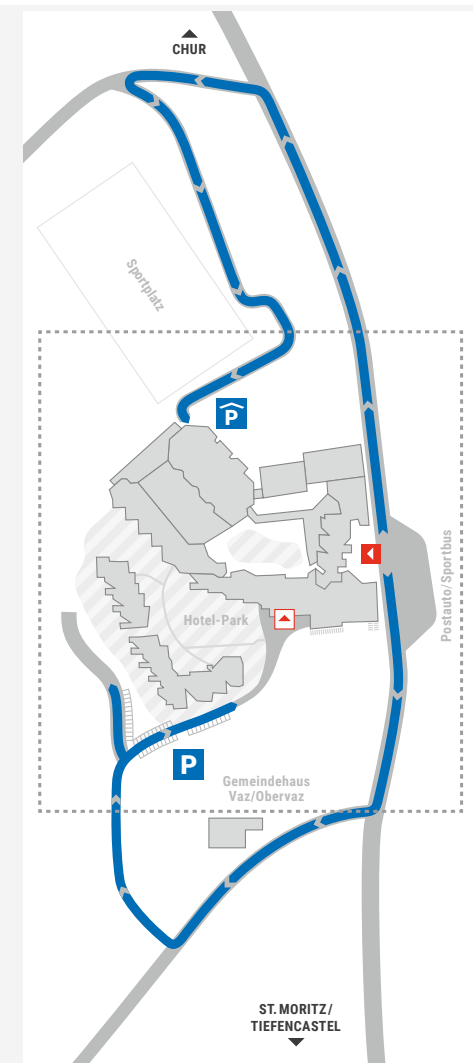 CHUR
Sportplatz
P
Postauto/Sportbus
Hotel-Park
P
Gemeindehaus
Vaz/Obervaz
ST. MORITZ/
TIEFENCASTEL